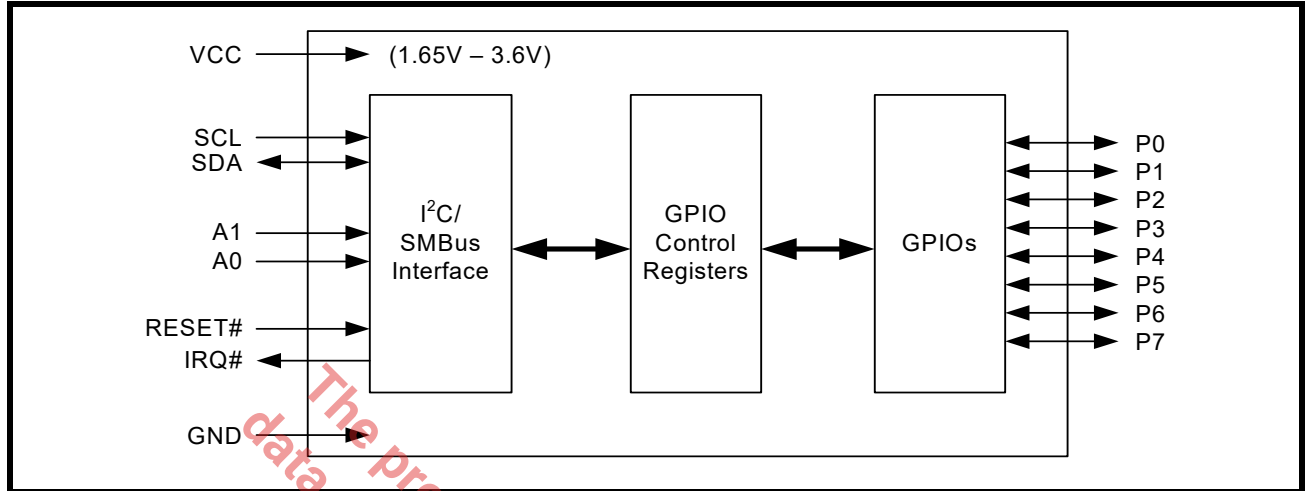 VCC
(1.65V – 3.6V)
SCL
SDA
A1
A0
RESET#
IRQ#
GND
I²C/
SMBus
Interface
GPIO
Control
Registers
GPIOs
P0
P1
P2
P3
P4
P5
P6
P7
The
data